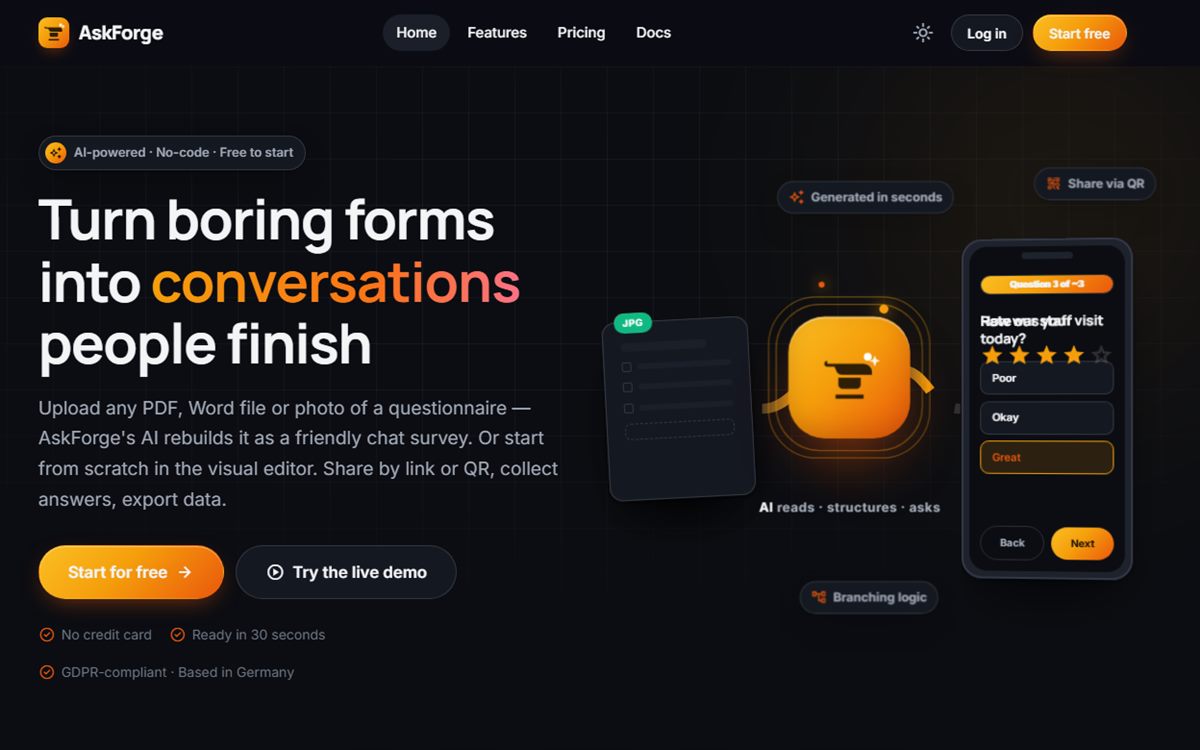 AskForge
Home
Features
Pricing
Docs
Log in
Start free
AI-powered · No-code · Free to start
Turn boring forms
into conversations
people finish
Upload any PDF, Word file or photo of a questionnaire —
AskForge's AI rebuilds it as a friendly chat survey. Or start
from scratch in the visual editor. Share by link or QR, collect
answers, export data.
Start for free
Try the live demo
No credit card
Ready in 30 seconds
GDPR-compliant · Based in Germany
Generated in seconds
Share via QR
JPG
AI reads · structures · asks
Branching logic
Question 3 of ~3
visit
today?
Poor
Okay
Great
Back
Next